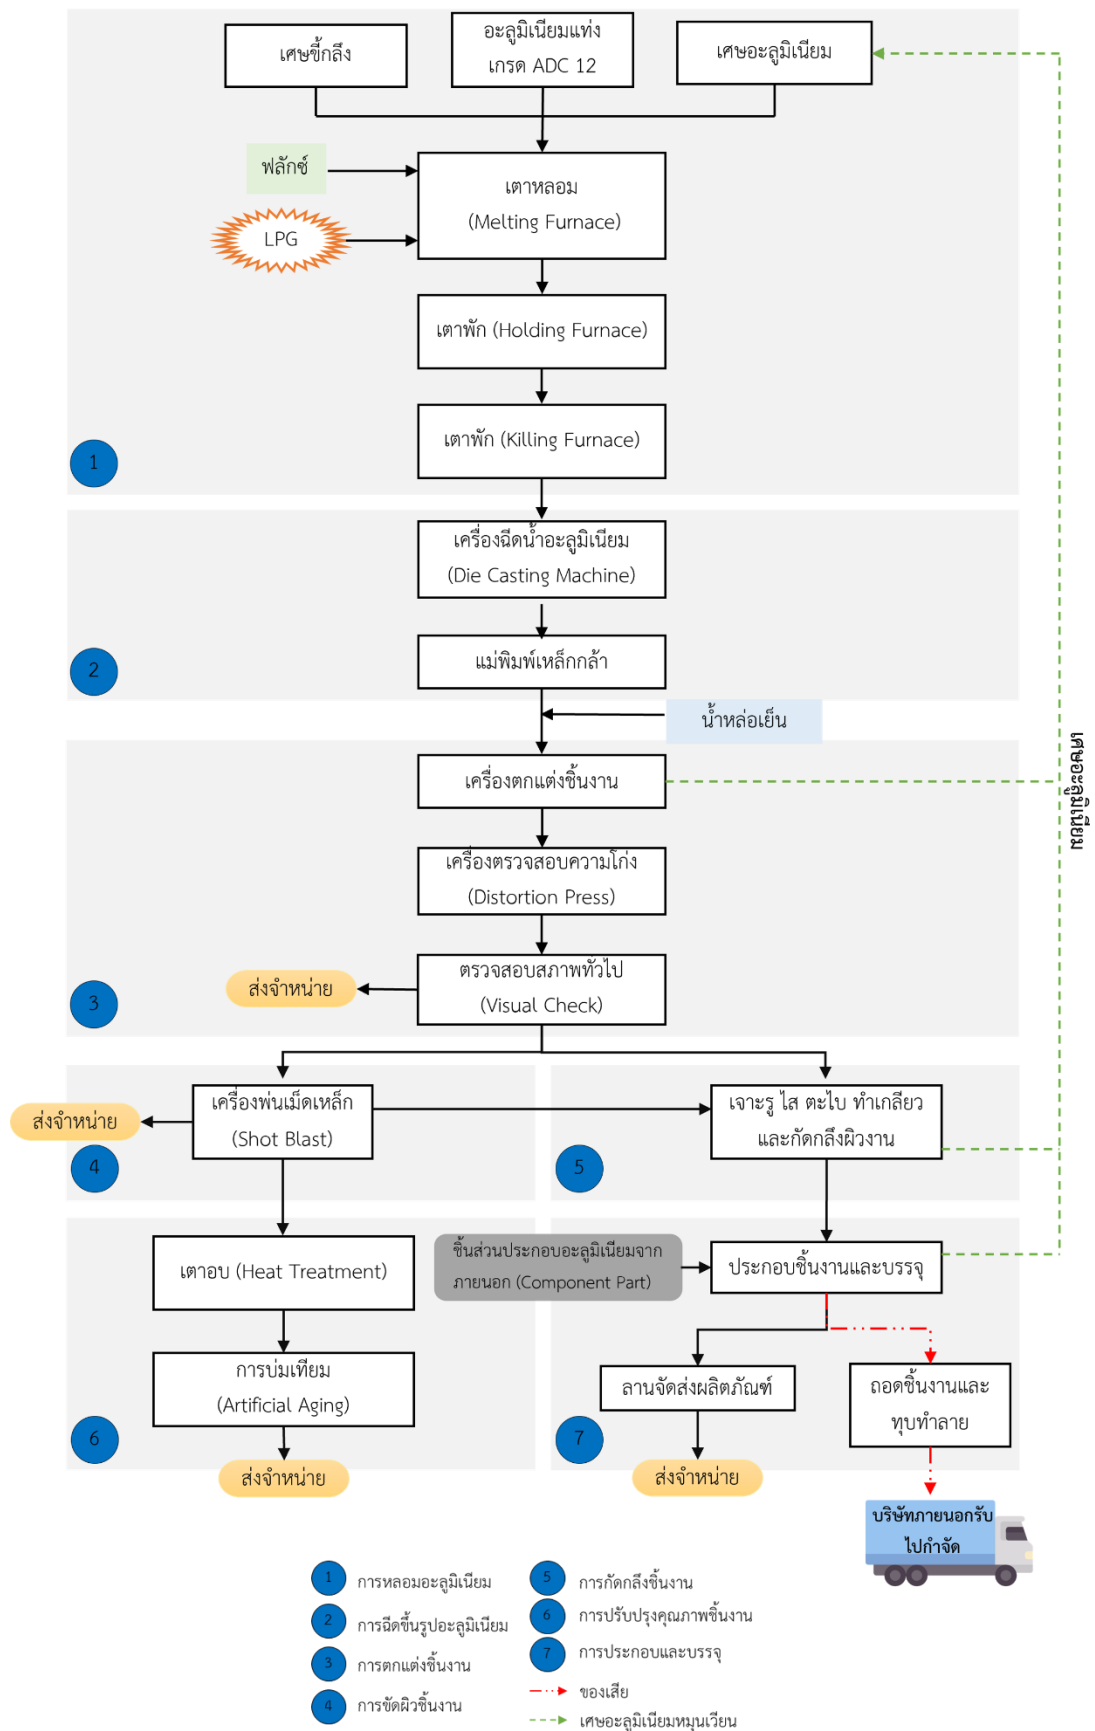 เศษขี้กลึง
อะลูมิเนียมแท่ง
เกรด ADC 12
เศษอะลูมิเนียม
ฟลักซ์
เตาหลอม
(Melting Furnace)
LPG
เตาพัก (Holding Furnace)
เตาพัก (Killing Furnace)
1
เครื่องฉีดน้ำอะลูมิเนียม
(Die Casting Machine)
แม่พิมพ์เหล็กกล้า
2
น้ำหล่อเย็น
เครื่องตกแต่งชิ้นงาน
เศษอะลูมิเนียม
เครื่องตรวจสอบความโก่ง
(Distortion Press)
ตรวจสอบสภาพทั่วไป
(Visual Check)
ส่งจำหน่าย
3
เครื่องพ่นเม็ดเหล็ก
(Shot Blast)
ส่งจำหน่าย
4
เจาะรู ไส ตะไบ ทำเกลียว
และกัดกลึงผิวงาน
5
เตาอบ (Heat Treatment)
การบ่มเทียม
(Artificial Aging)
6
ส่งจำหน่าย
ชิ้นส่วนประกอบอะลูมิเนียมจาก
ภายนอก (Component Part)
ประกอบชิ้นงานและบรรจุ
ลานจัดส่งผลิตภัณฑ์
ถอดชิ้นงานและ
ทุบทำลาย
7
ส่งจำหน่าย
บริษัทภายนอกรับ
ไปกำจัด
1 การหลอมอะลูมิเนียม
2 การฉีดขึ้นรูปอะลูมิเนียม
3 การตกแต่งชิ้นงาน
4 การขัดผิวชิ้นงาน
5 การกัดกลึงชิ้นงาน
6 การปรับปรุงคุณภาพชิ้นงาน
7 การประกอบและบรรจุ
ของเสีย
เศษอะลูมิเนียมหมุนเวียน